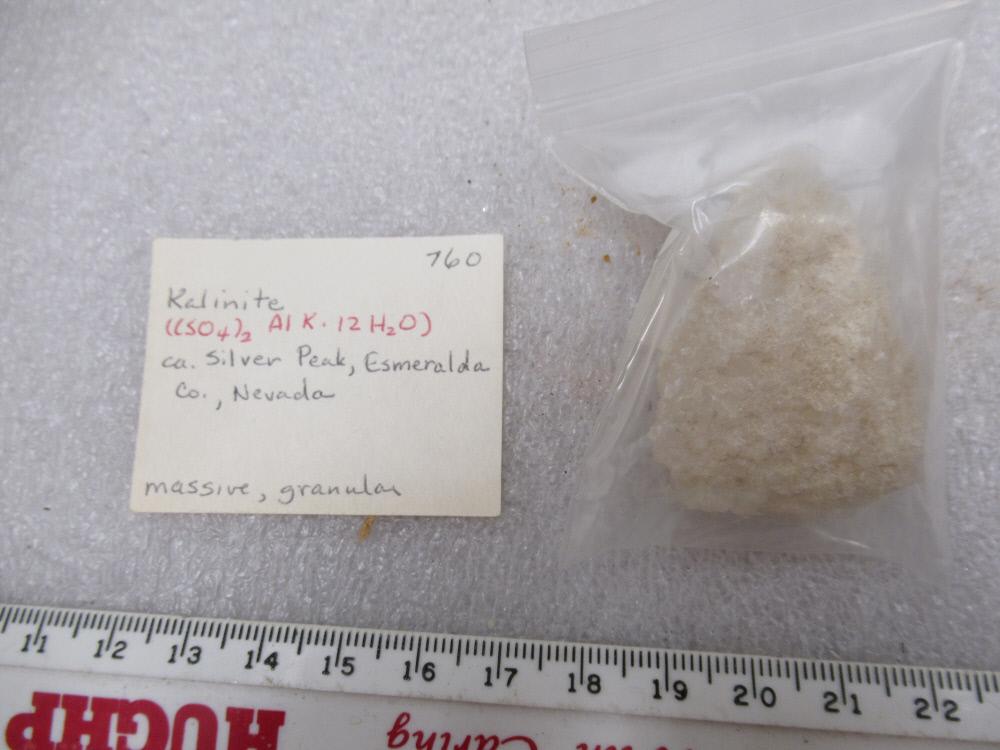 760
Kalinite
((SO4)2 Al K. 12 H2O)
ca. Silver Peak, Esmeralda
Co., Nevada
massive, granular
11 12 13 14 15 16 17 18 19 20 21 22
Caring